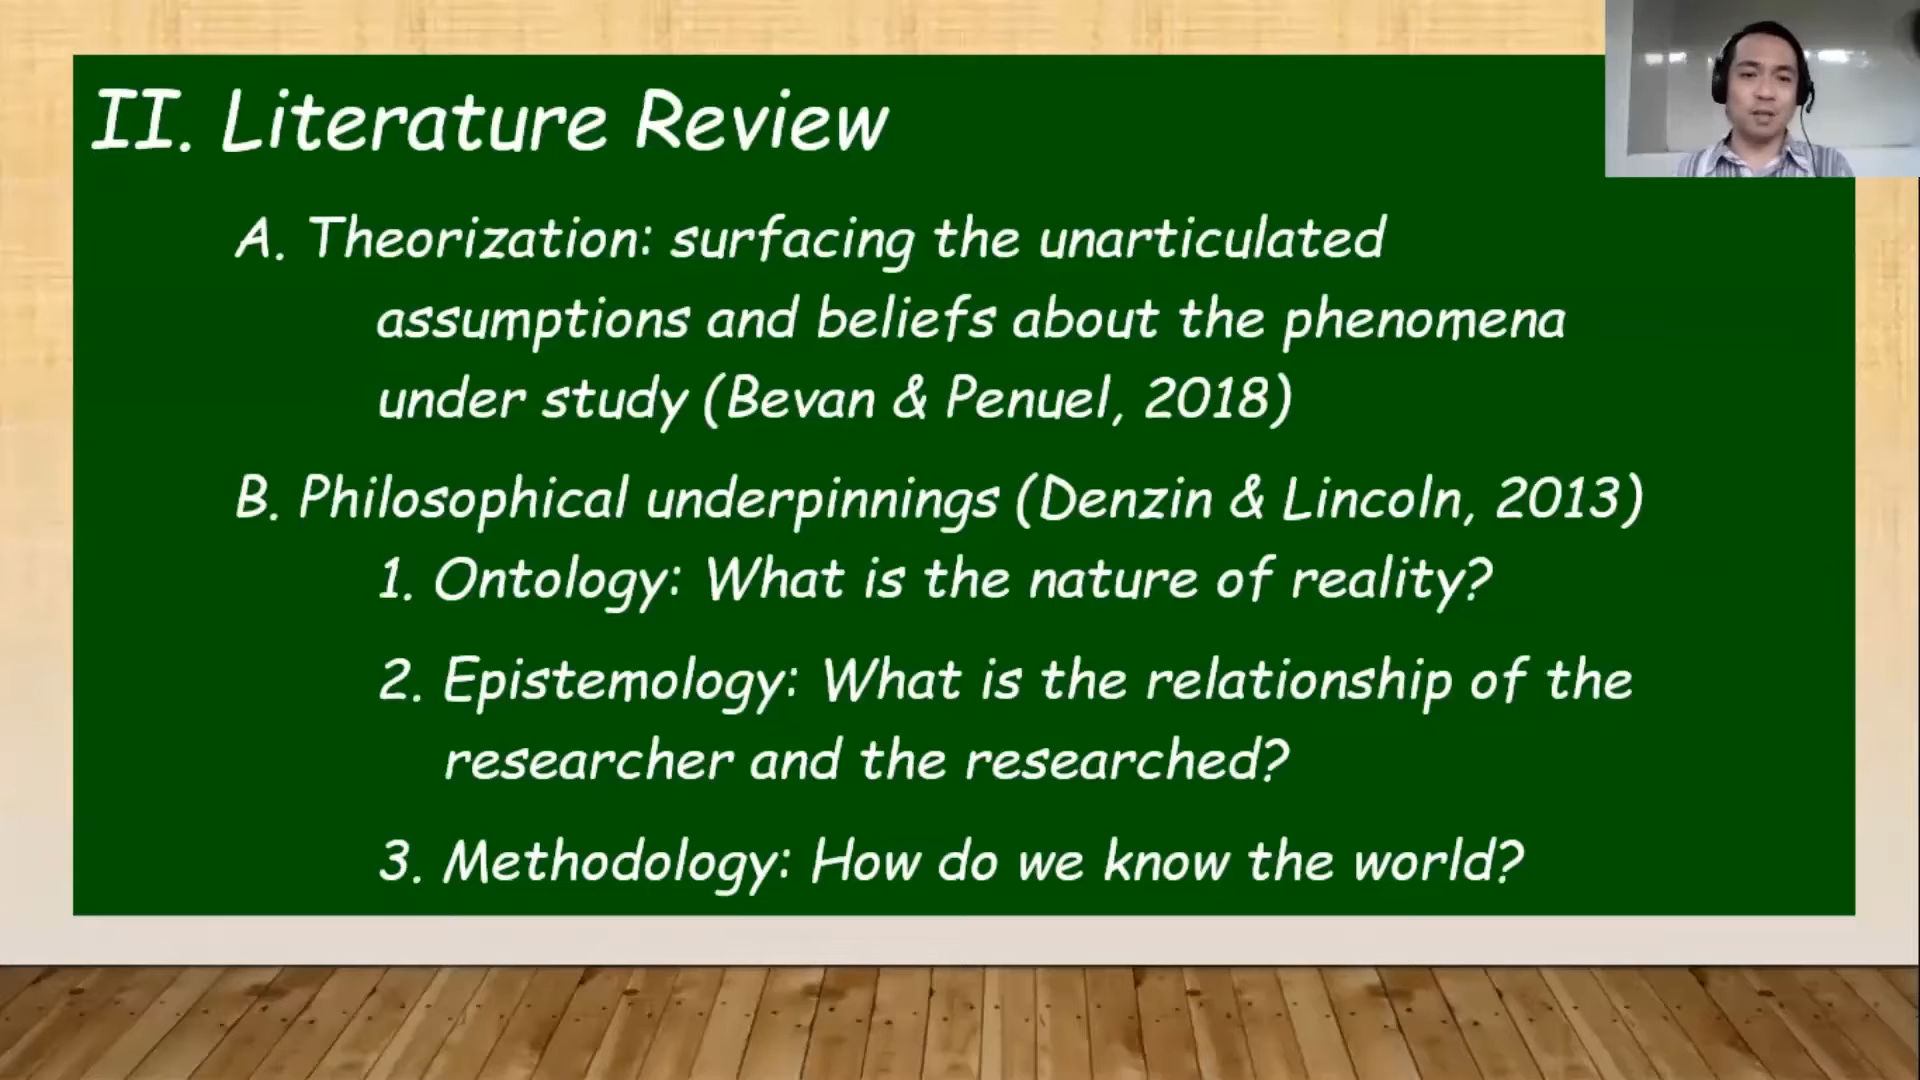 II. Literature Review
A. Theorization: surfacing the unarticulated
assumptions and beliefs about the phenomena
under study (Bevan & Penuel, 2018)
B. Philosophical underpinnings (Denzin & Lincoln, 2013)
1. Ontology: What is the nature of reality?
2. Epistemology: What is the relationship of the
researcher and the researched?
3. Methodology: How do we know the world?